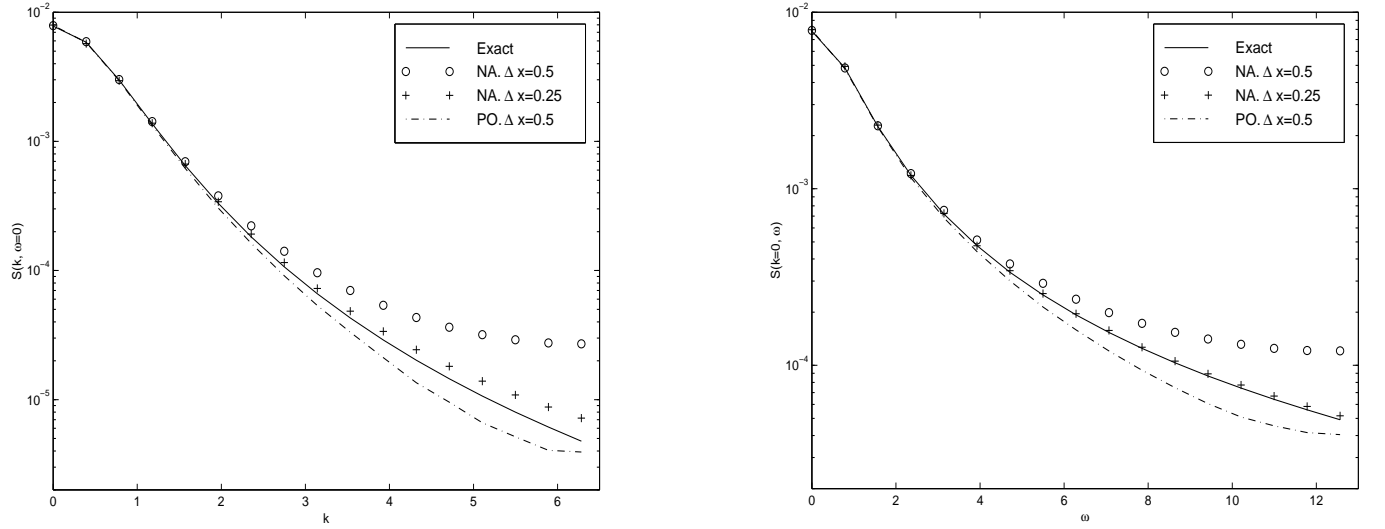 10⁻²
10⁻³
10⁻⁴
10⁻⁵
S(k, ω=0)
0 1 2 3 4 5 6
k
Exact
NA. Δ x=0.5
NA. Δ x=0.25
PO. Δ x=0.5
10⁻²
10⁻³
10⁻⁴
S(k=0, ω)
0 2 4 6 8 10 12
ω
Exact
NA. Δ x=0.5
NA. Δ x=0.25
PO. Δ x=0.5